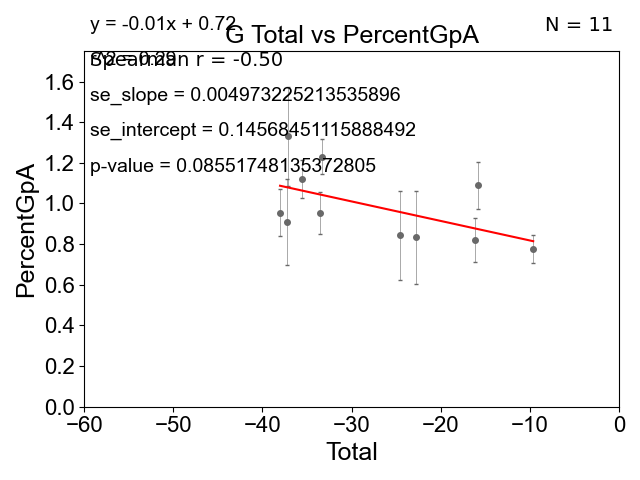 y = -0.01x + 0.72
G Total vs PercentGpA
N = 11
Spearman r = -0.50
se_slope = 0.004973225213535896
se_intercept = 0.14568451115888492
p-value = 0.08551748135372805
PercentGpA
1.6
1.4
1.2
1.0
0.8
0.6
0.4
0.2
0.0
−60 −50 −40 −30 −20 −10 0
Total